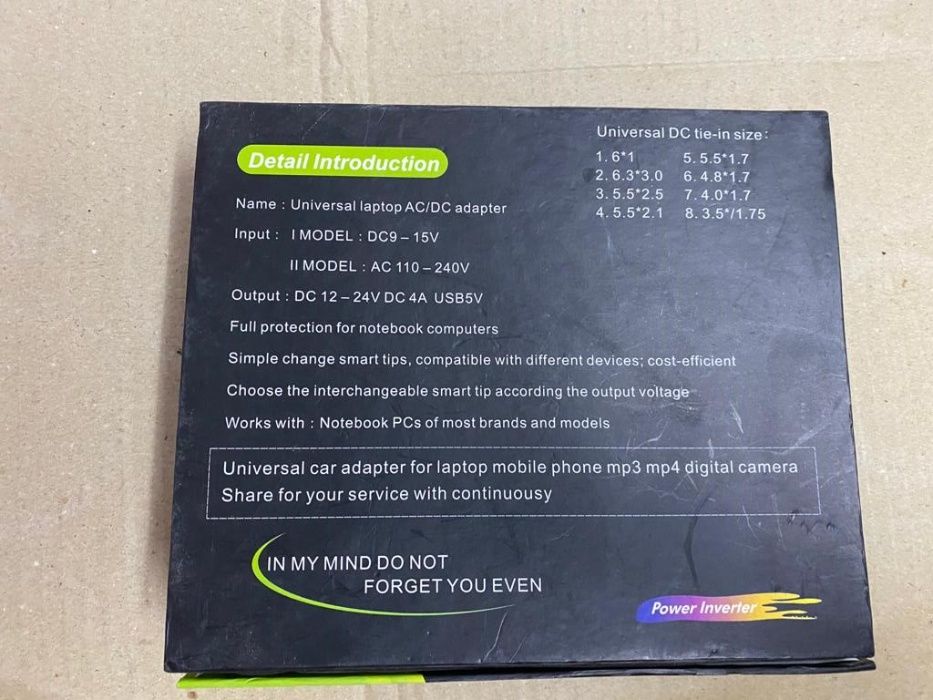 Detail Introduction
Name : Universal laptop AC/DC adapter
Input : I MODEL : DC9 – 15V
II MODEL : AC 110 – 240V
Output : DC 12 – 24V DC 4A USB5V
Full protection for notebook computers
Simple change smart tips, compatible with different devices; cost-efficient
Choose the interchangeable smart tip according the output voltage
Works with : Notebook PCs of most brands and models
Universal DC tie-in size:
1. 6*1 5. 5.5*1.7
2. 6.3*3.0 6. 4.8*1.7
3. 5.5*2.5 7. 4.0*1.7
4. 5.5*2.1 8. 3.5*/1.75
Universal car adapter for laptop mobile phone mp3 mp4 digital camera
Share for your service with continuousy
IN MY MIND DO NOT
FORGET YOU EVEN
Power Inverter